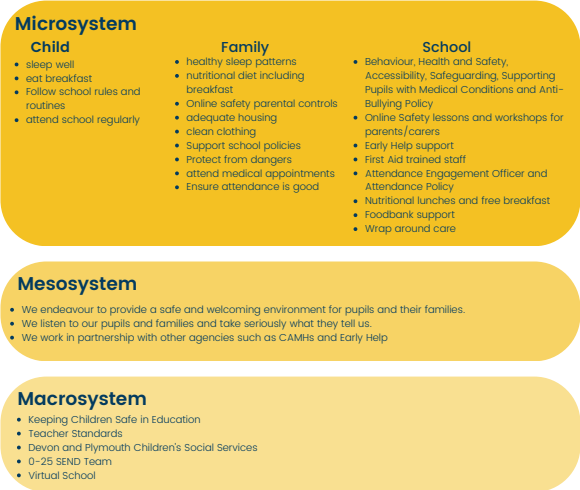 Microsystem
Child
sleep well
eat breakfast
Follow school rules and
routines
attend school regularly
Family
healthy sleep patterns
nutritional diet including
breakfast
Online safety parental controls
adequate housing
clean clothing
Support school policies
Protect from dangers
attend medical appointments
Ensure attendance is good
School
Behaviour, Health and Safety,
Accessibility, Safeguarding, Supporting
Pupils with Medical Conditions and Anti-
Bullying Policy
Online Safety lessons and workshops for
parents/carers
Early Help support
First Aid trained staff
Attendance Engagement Officer and
Attendance Policy
Nutritional lunches and free breakfast
Foodbank support
Wrap around care
Mesosystem
We endeavour to provide a safe and welcoming environment for pupils and their families.
We listen to our pupils and families and take seriously what they tell us.
We work in partnership with other agencies such as CAMHs and Early Help
Macrosystem
Keeping Children Safe in Education
Teacher Standards
Devon and Plymouth Children's Social Services
0-25 SEND Team
Virtual School